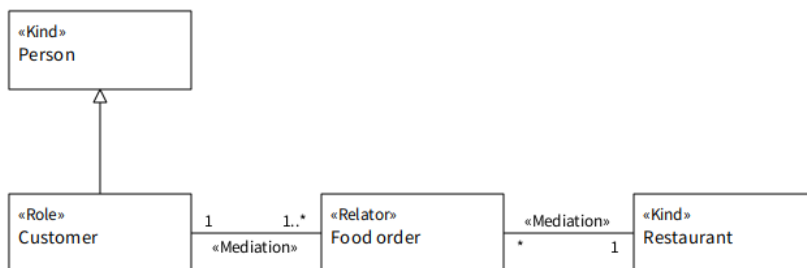 «Kind»
Person
«Role»
Customer
1
1..*
«Mediation»
«Relator»
Food order
«Mediation»
*
1
«Kind»
Restaurant